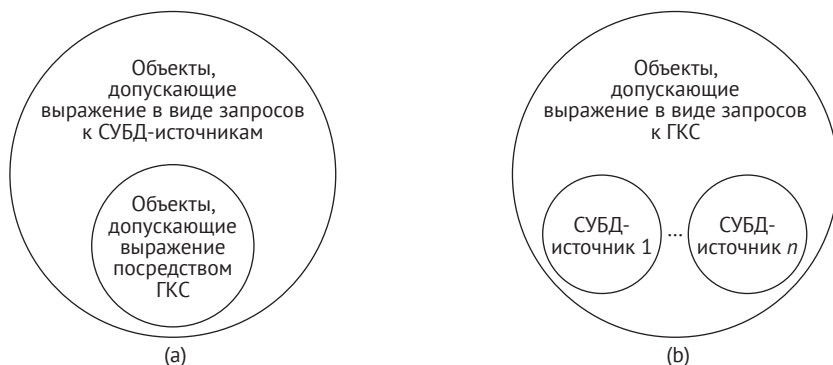 Объекты,
допускающие
выражение в виде запросов
к СУБД-источникам
Объекты,
допускающие
выражение
посредством
ГКС
(a)
Объекты,
допускающие
выражение в виде запросов
к ГКС
СУБД-
источник 1
...
СУБД-
источник n
(b)